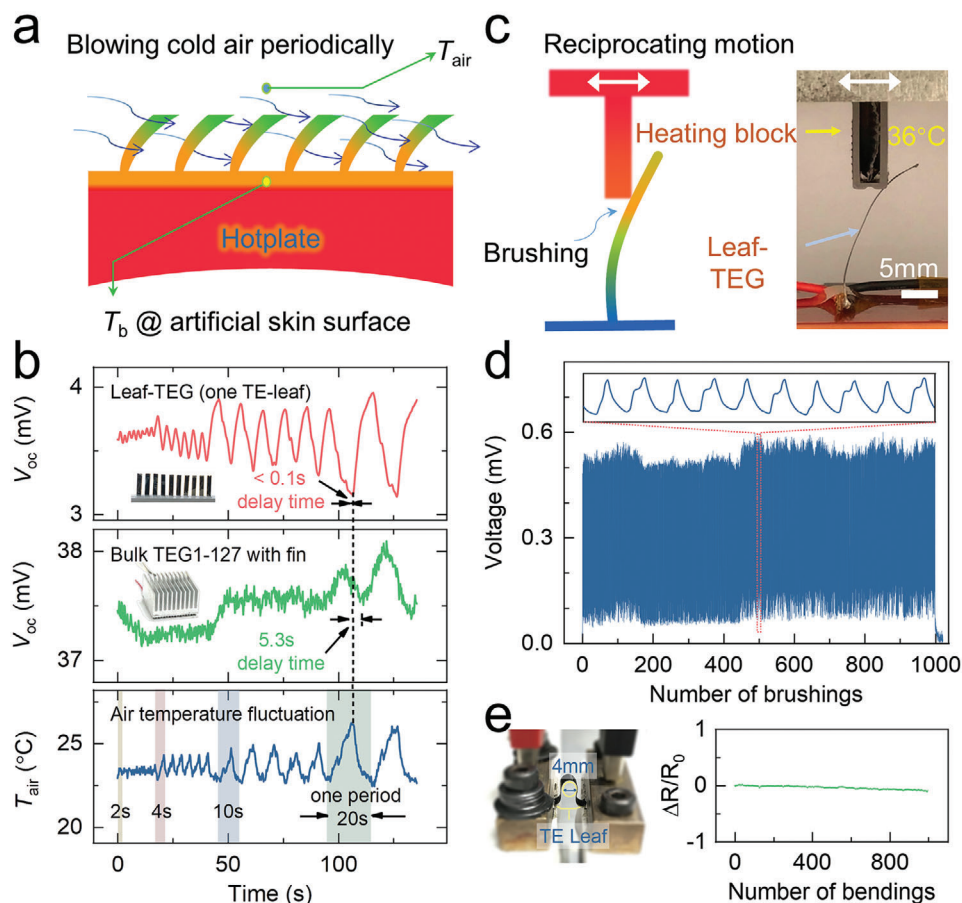 a
Blowing cold air periodically
T_air
Hotplate
T_b @ artificial skin surface
c
Reciprocating motion
Heating block
36°C
Brushing
Leaf-
TEG
5mm
b
4
Leaf-TEG (one TE-leaf)
V_oc (mV)
< 0.1s
delay time
3
38
Bulk TEG1-127 with fin
V_oc (mV)
5.3s
delay time
37
Air temperature fluctuation
25
T_air (°C)
one period
2s
4s
10s
20s
22
0
50
100
Time (s)
d
0.6
Voltage (mV)
0.3
0.0
0
200
400
600
800
1000
Number of brushings
e
4mm
TE Leaf
1
ΔR/R_0
0
-1
0
400
800
Number of bendings